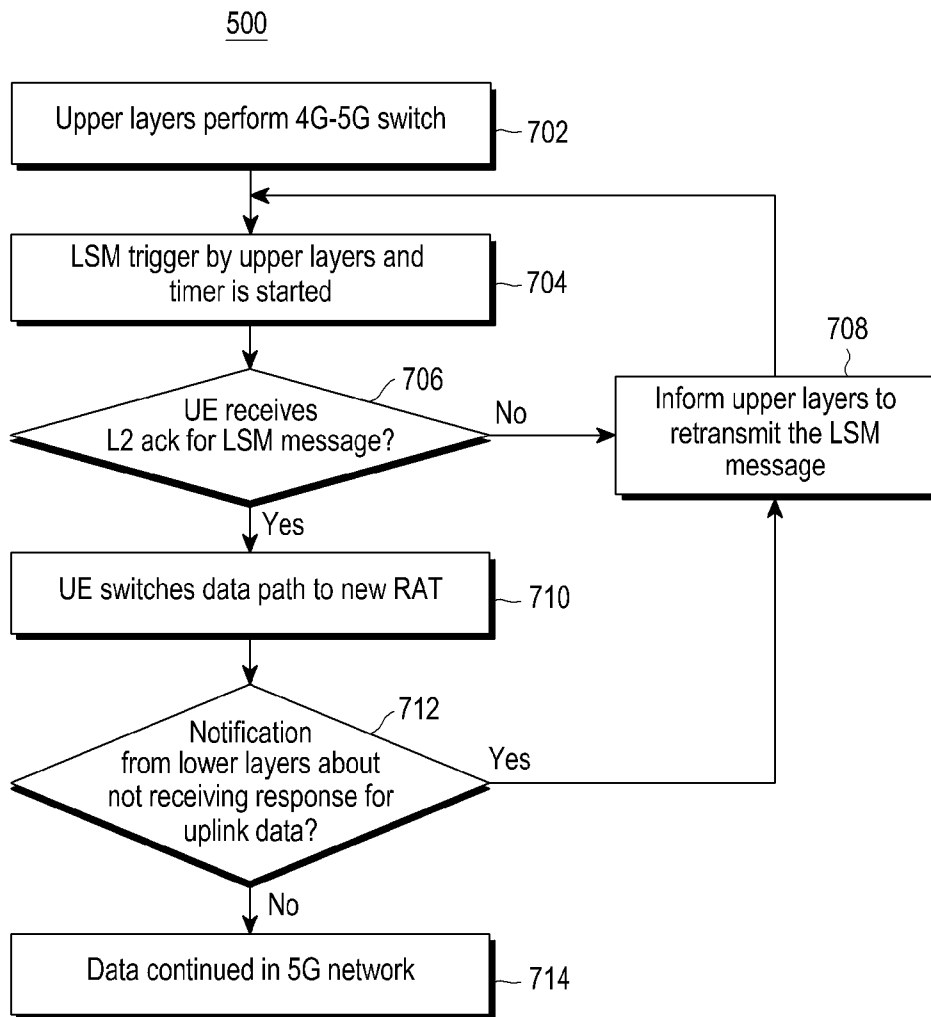 500
Upper layers perform 4G-5G switch
702
LSM trigger by upper layers and
timer is started
704
706
UE receives
L2 ack for LSM message?
No
708
Inform upper layers to
retransmit the LSM
message
Yes
UE switches data path to new RAT
710
712
Notification
from lower layers about
not receiving response for
uplink data?
Yes
No
Data continued in 5G network
714